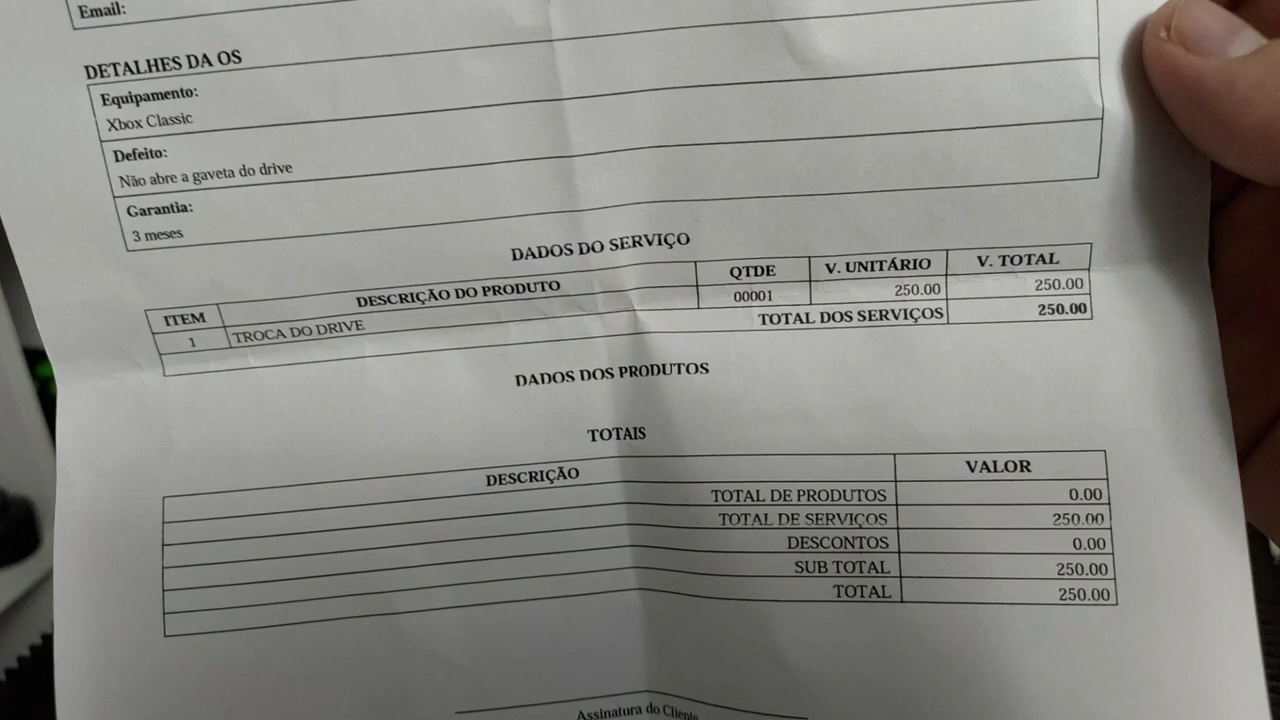 Email:
DETALHES DA OS
Equipamento:
Xbox Classic
Defeito:
Não abre a gaveta do drive
Garantia:
3 meses
DADOS DO SERVIÇO
ITEM DESCRIÇÃO DO PRODUTO QTDE V. UNITÁRIO V. TOTAL
1 TROCA DO DRIVE 00001 250.00 250.00
TOTAL DOS SERVIÇOS 250.00
DADOS DOS PRODUTOS
TOTAIS
DESCRIÇÃO VALOR
TOTAL DE PRODUTOS 0.00
TOTAL DE SERVIÇOS 250.00
DESCONTOS 0.00
SUB TOTAL 250.00
TOTAL 250.00
Assinatura do Cliente